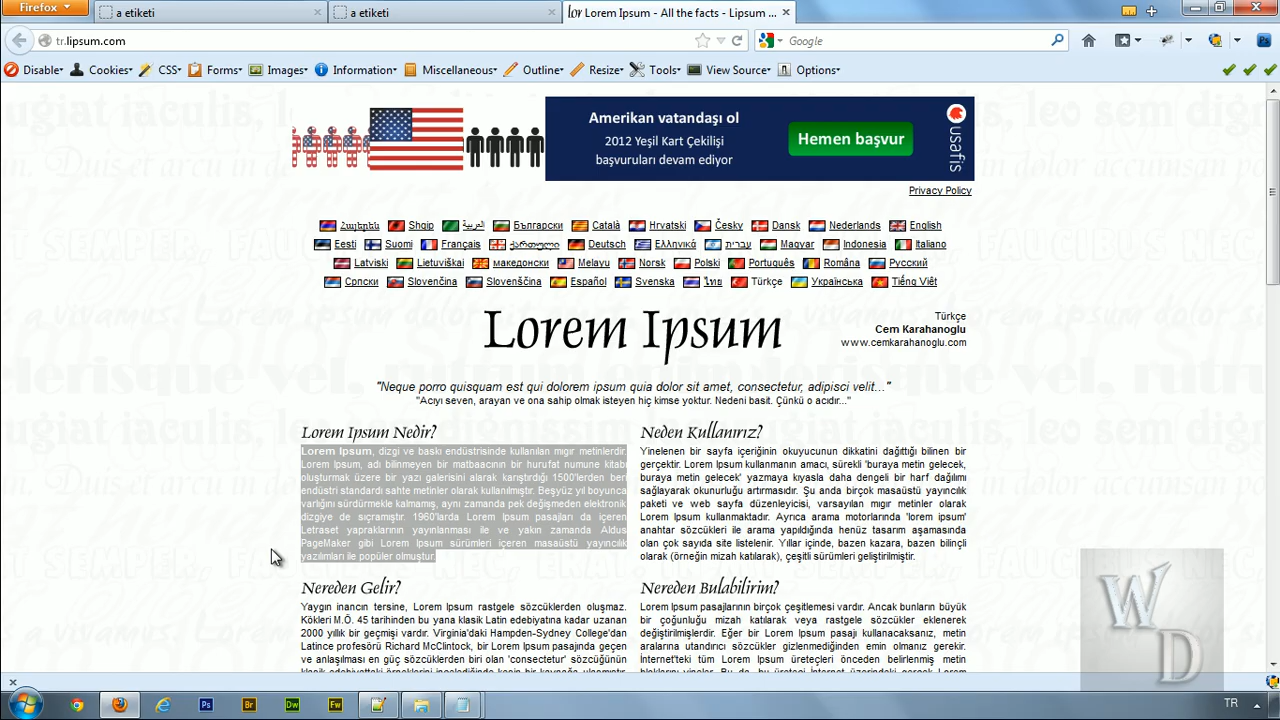 Firefox
a etiketi
a etiketi
Lorem Ipsum - All the facts - Lipsum ...
tr.lipsum.com
Google
Disable
Cookies
CSS
Forms
Images
Information
Miscellaneous
Outline
Resize
Tools
View Source
Options
Amerikan vatandaşı ol
2012 Yeşil Kart Çekilişi
başvuruları devam ediyor
Hemen başvur
usafis
Privacy Policy
Հայերեն Shqip العربية Български Català Hrvatski Česky Dansk Nederlands English
Eesti Suomi Français ქართული Deutsch Ελληνικά עברית Magyar Indonesia Italiano
Latviski Lietuviškai македонски Melayu Norsk Polski Português Româna Русский
Српски Slovenčina Slovenščina Español Svenska ไทย Türkçe Українська Tiếng Việt
Lorem Ipsum
Türkçe
Cem Karahanoglu
www.cemkarahanoglu.com
"Neque porro quisquam est qui dolorem ipsum quia dolor sit amet, consectetur, adipisci velit..."
"Acıyı seven, arayan ve ona sahip olmak isteyen hiç kimse yoktur. Nedeni basit. Çünkü o acıdır..."
Lorem Ipsum Nedir?
Lorem Ipsum, dizgi ve baskı endüstrisinde kullanılan mıgır metinlerdir.
Lorem Ipsum, adı bilinmeyen bir matbaacının bir hurufat numune kitabı
oluşturmak üzere bir yazı galerisini alarak karıştırdığı 1500'lerden beri
endüstri standardı sahte metinler olarak kullanılmıştır. Beşyüz yıl boyunca
varlığını sürdürmekle kalmamış, aynı zamanda pek değişmeden elektronik
dizgiye de sıçramıştır. 1960'larda Lorem Ipsum pasajları da içeren
Letraset yapraklarının yayınlanması ile ve yakın zamanda Aldus
PageMaker gibi Lorem Ipsum sürümleri içeren masaüstü yayıncılık
yazılımları ile popüler olmuştur.
Neden Kullanırız?
Yinelenen bir sayfa içeriğinin okuyucunun dikkatini dağıttığı bilinen bir
gerçektir. Lorem Ipsum kullanmanın amacı, sürekli 'buraya metin gelecek,
buraya metin gelecek' yazmaya kıyasla daha dengeli bir harf dağılımı
sağlayarak okunurluğu artırmasıdır. Şu anda birçok masaüstü yayıncılık
paketi ve web sayfa düzenleyicisi, varsayılan mıgır metinler olarak
Lorem Ipsum kullanmaktadır. Ayrıca arama motorlarında 'lorem ipsum'
anahtar sözcükleri ile arama yapıldığında henüz tasarım aşamasında
olan çok sayıda site listelenir. Yıllar içinde, bazen kazara, bazen bilinçli
olarak (örneğin mizah katılarak), çeşitli sürümleri geliştirilmiştir.
Nereden Gelir?
Yaygın inancın tersine, Lorem Ipsum rastgele sözcüklerden oluşmaz.
Kökleri M.Ö. 45 tarihinden bu yana klasik Latin edebiyatına kadar uzanan
2000 yıllık bir geçmişi vardır. Virginia'daki Hampden-Sydney College'dan
Latince profesörü Richard McClintock, bir Lorem Ipsum pasajında geçen
ve anlaşılması en güç sözcüklerden biri olan 'consectetur' sözcüğünün
Nereden Bulabilirim?
Lorem Ipsum pasajlarının birçok çeşitlemesi vardır. Ancak bunların büyük
bir çoğunluğu mizah katılarak veya rastgele sözcükler eklenerek
değiştirilmişlerdir. Eğer bir Lorem Ipsum pasajı kullanacaksanız, metin
aralarına utandırıcı sözcükler gizlenmediğinden emin olmanız gerekir.
İnternet'teki tüm Lorem Ipsum üreteçleri önceden belirlenmiş metin
WD
Ps
Br
Dw
Fw
TR